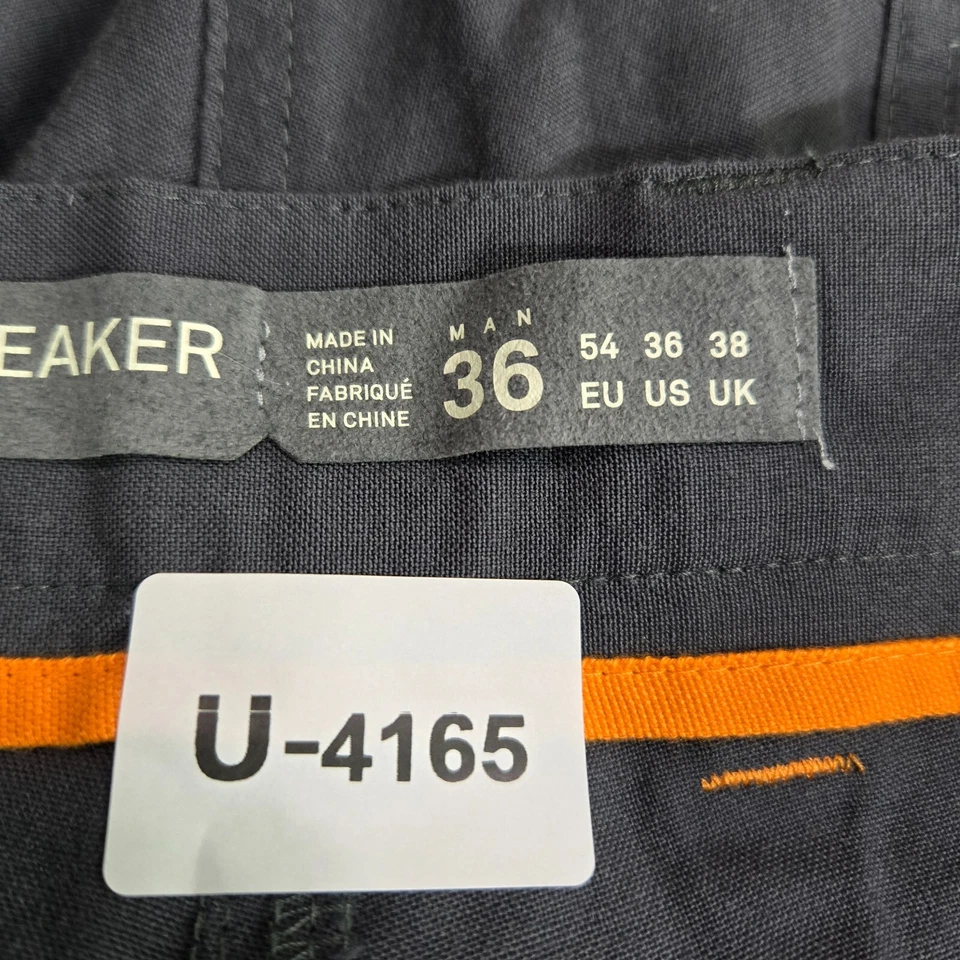 EAKER
MADE IN
CHINA
FABRIQUÉ
EN CHINE
MAN
36
54 36 38
EU US UK
Ü-4165